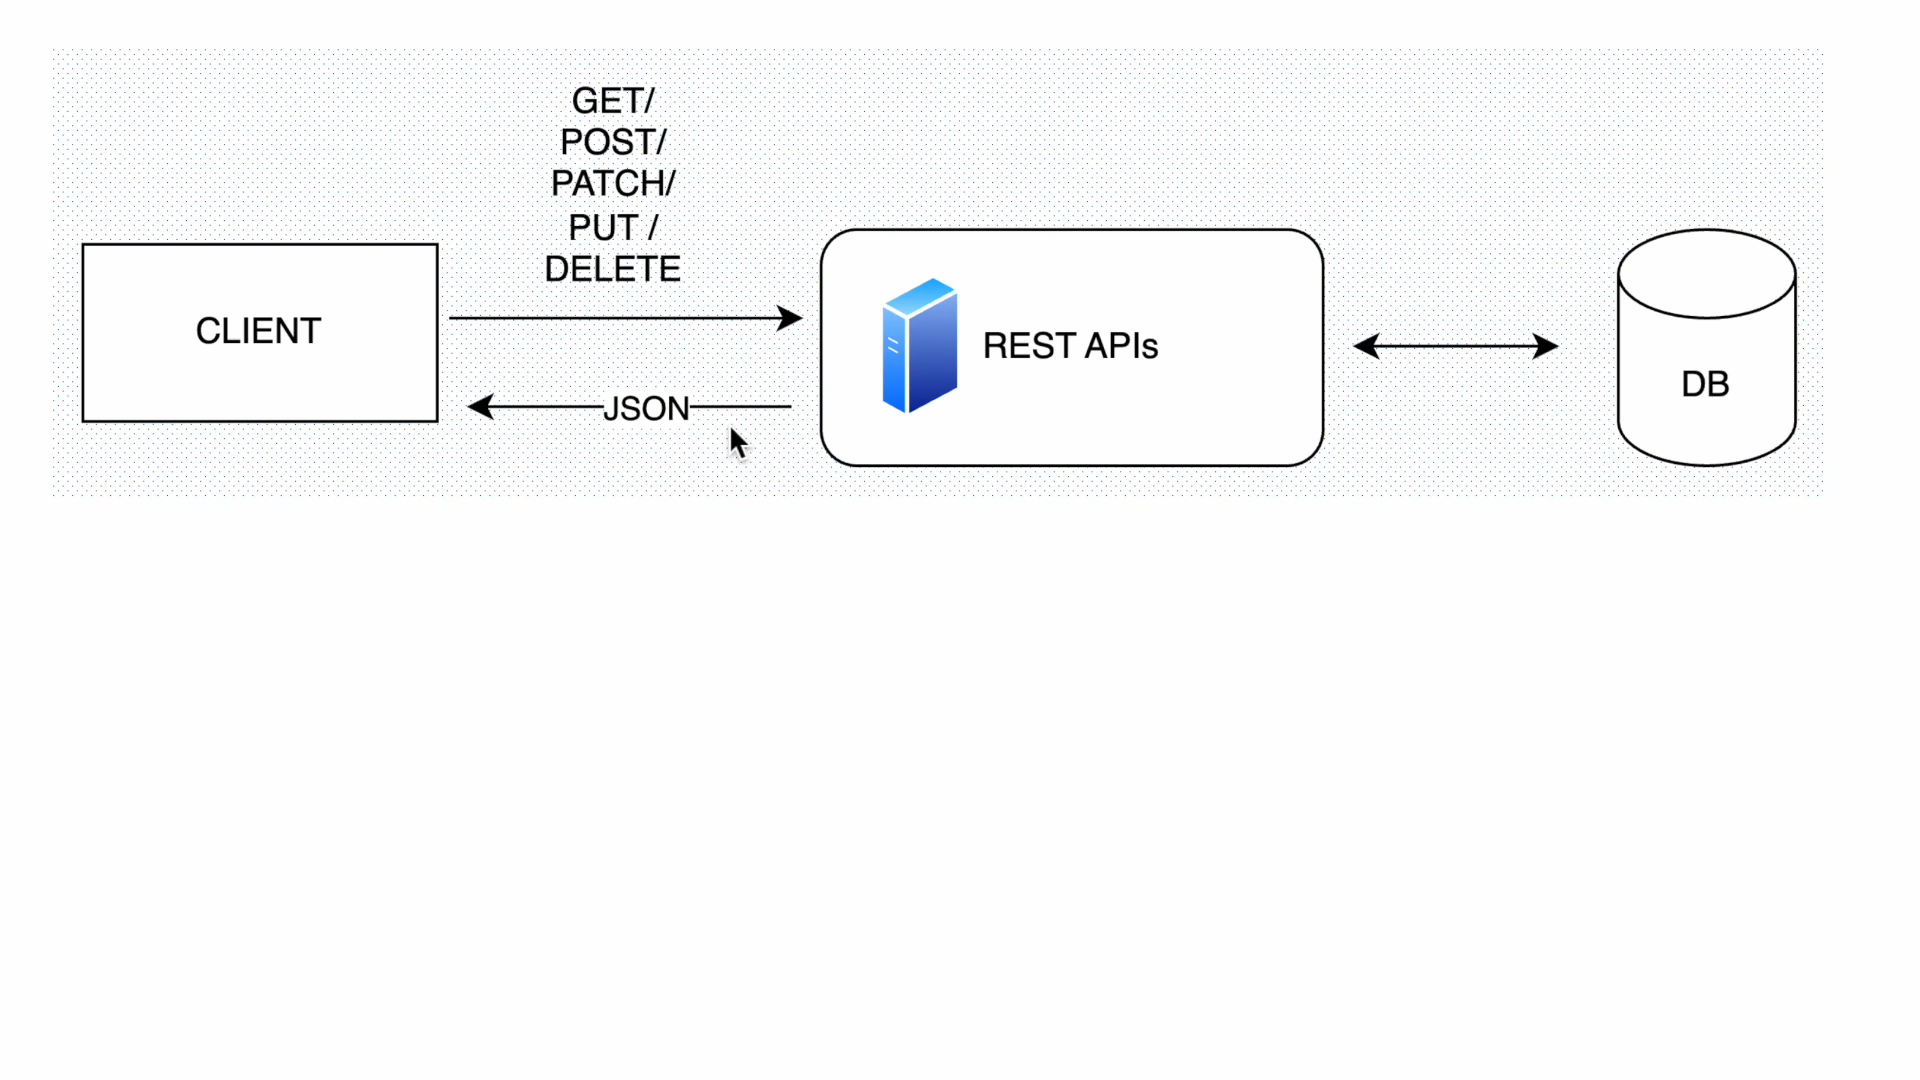 GET/
POST/
PATCH/
PUT /
DELETE
CLIENT
JSON
REST APIs
DB